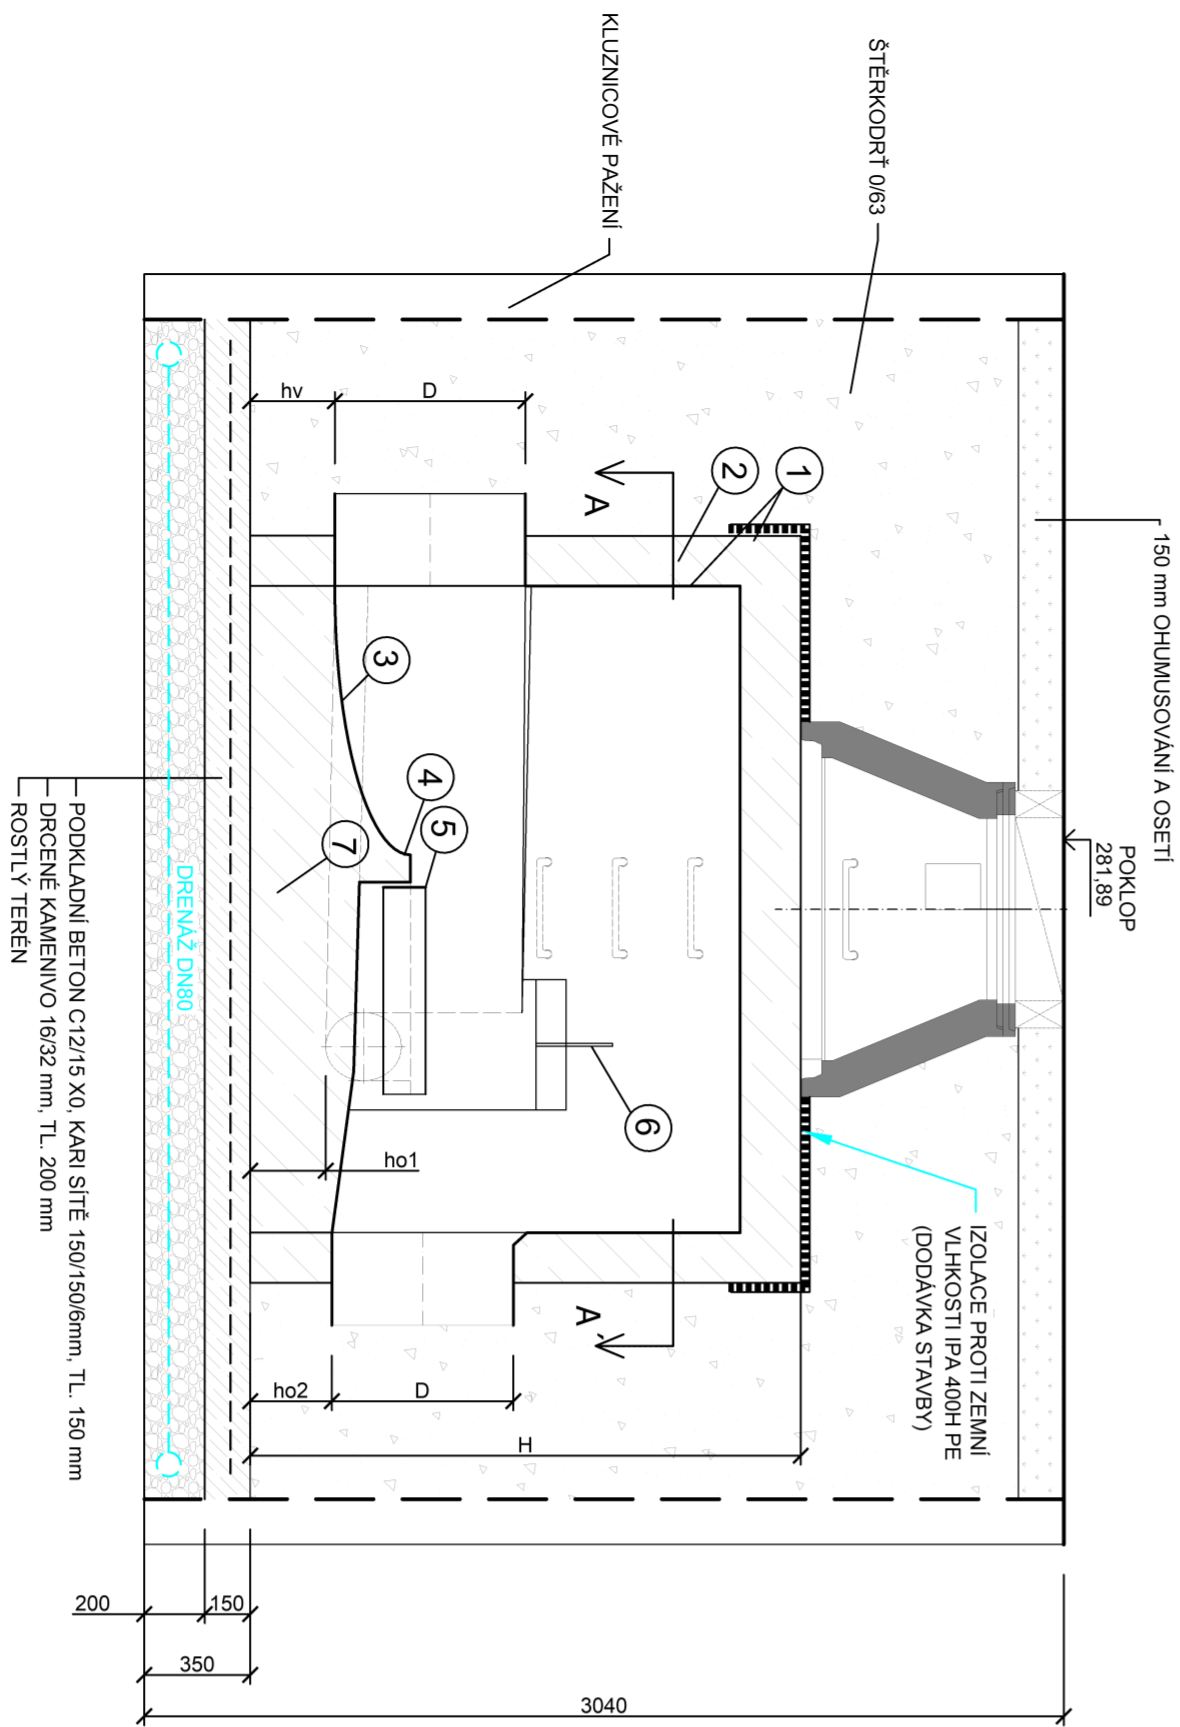 150 mm OHUMUSOVÁNÍ A OSETÍ
POKLOP
281,89
ŠTĚRKODRŤ 0/63
KLUZNICOVÉ PAŽENÍ
IZOLACE PROTI ZEMNÍ
VLHKOSTI IPA 400H PE
(DODÁVKA STAVBY)
1
2
3
4
5
6
7
A
A´
hv
D
ho1
ho2
D
H
DRENÁŽ DN80
PODKLADNÍ BETON C12/15 X0, KARI SÍTĚ 150/150/6mm, TL. 150 mm
DRCENÉ KAMENIVO 16/32 mm, TL. 200 mm
ROSTLÝ TERÉN
200
150
350
3040